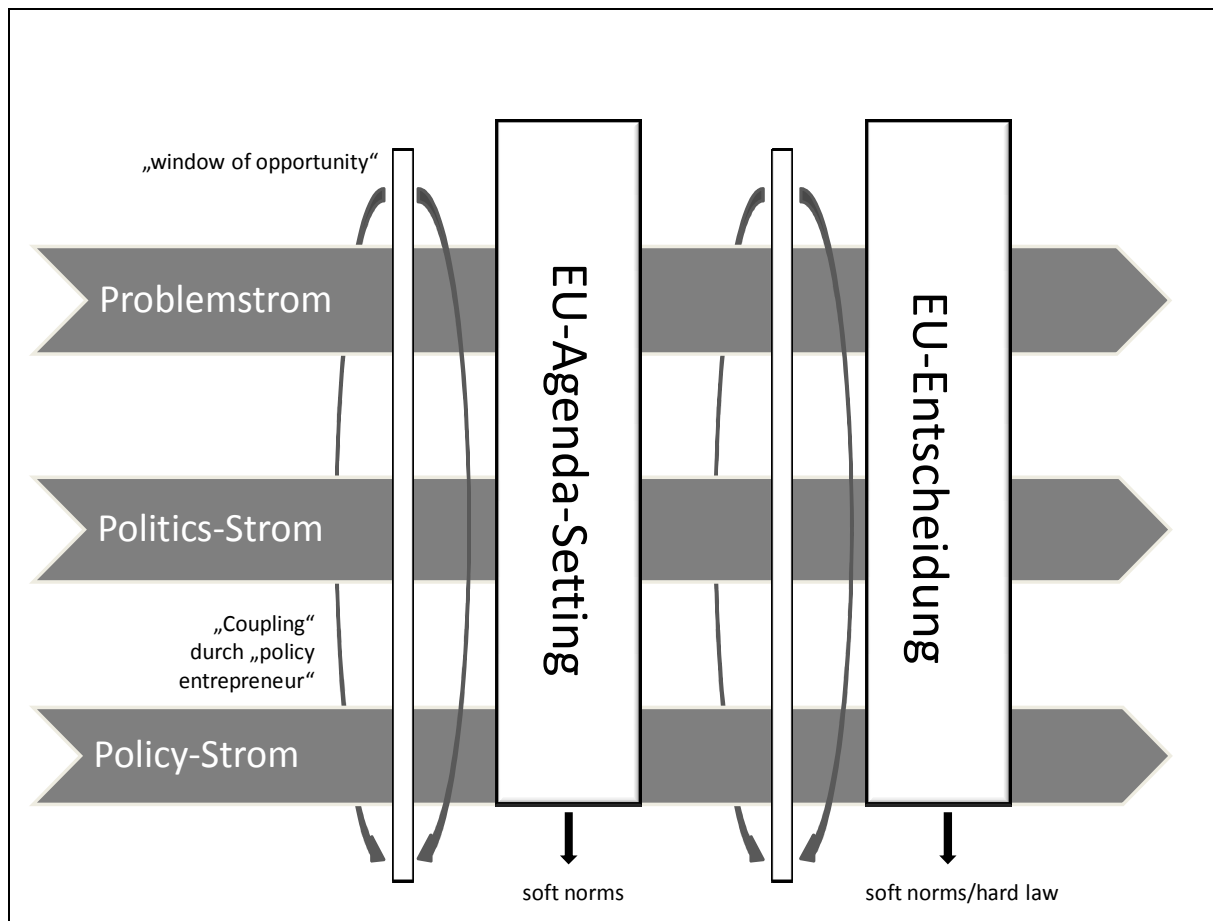 „window of opportunity“
Problemstrom
Politics-Strom
„Coupling“
durch „policy
entrepreneur“
Policy-Strom
EU-Agenda-Setting
EU-Entscheidung
soft norms
soft norms/hard law